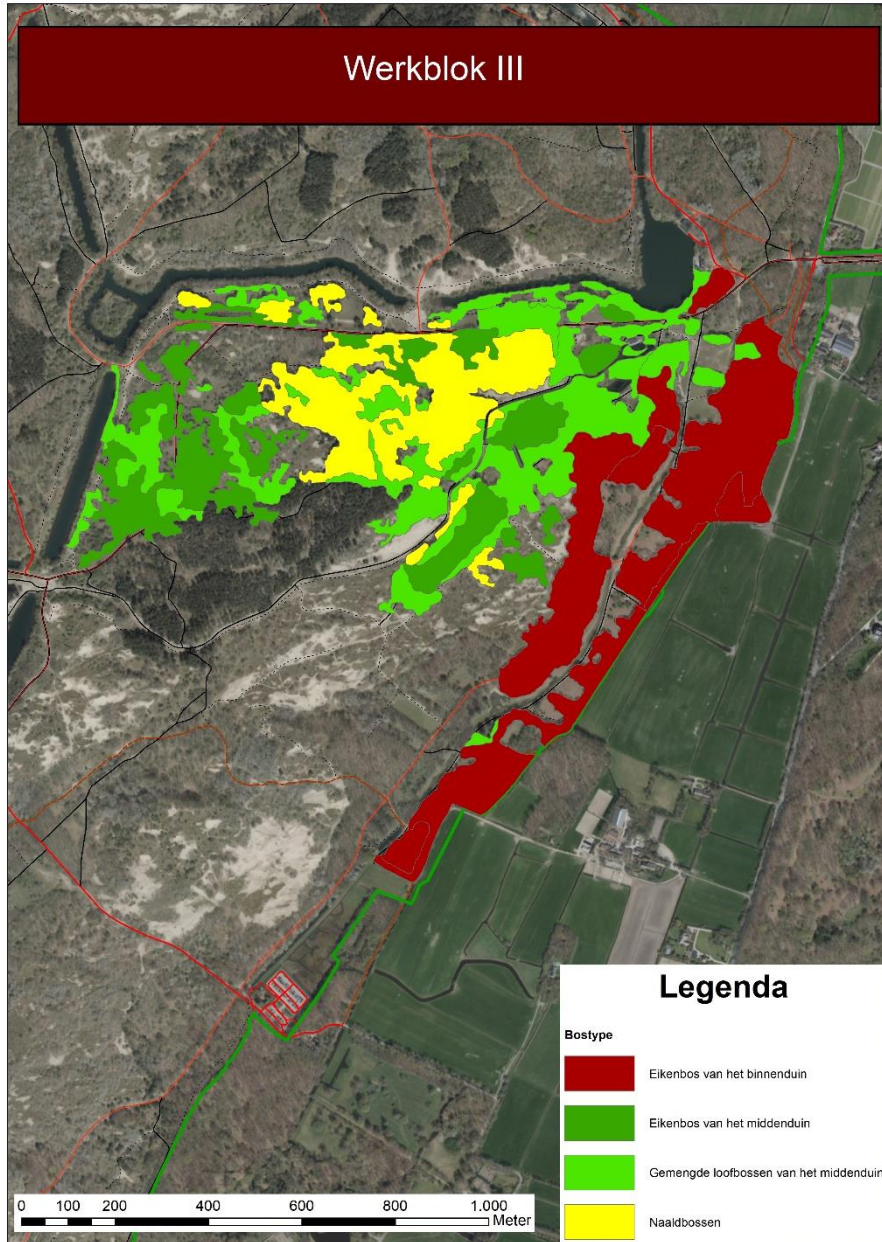 Werkblok III
Legenda
Bostype
Eikenbos van het binnenduin
Eikenbos van het middenduin
Gemengde loofbossen van het middenduin
Naaldbossen
0 100 200 400 600 800 1.000
Meter